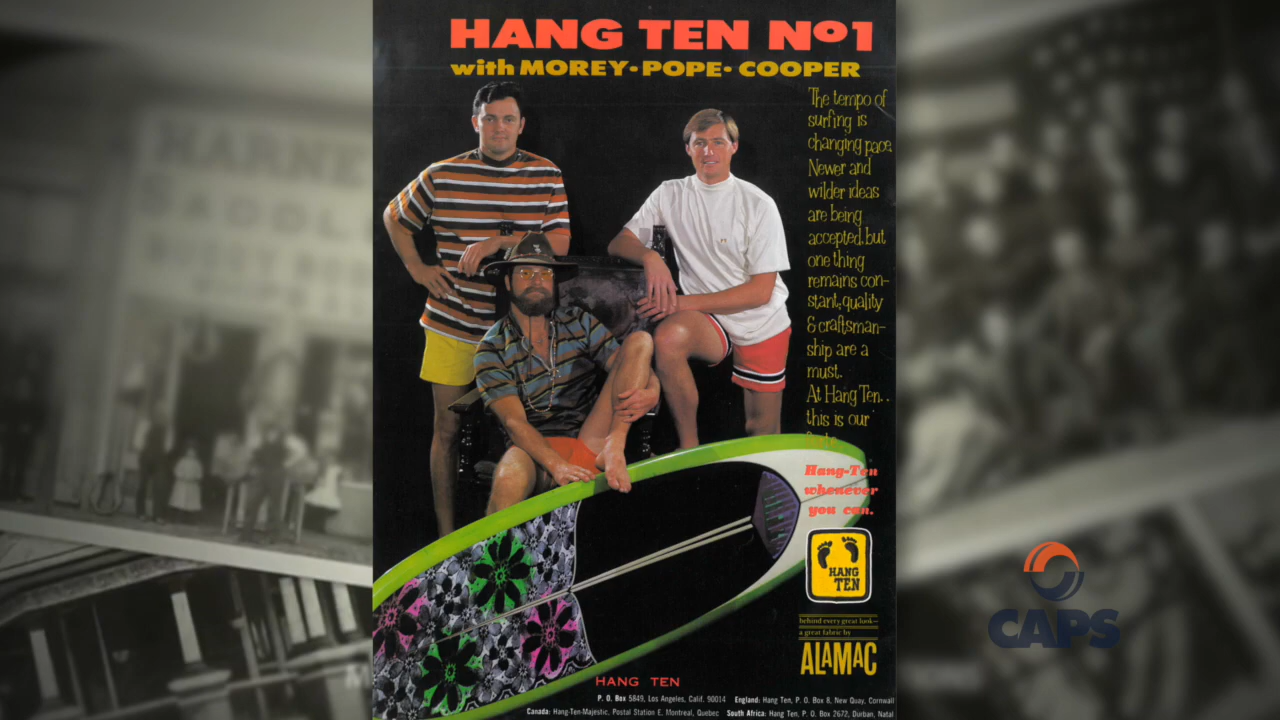 HANG TEN Nº1
with MOREY • POPE • COOPER
The tempo of
surfing is
changing pace.
Newer and
wilder ideas
are being
accepted, but
one thing
remains con-
stant, quality
& craftsman-
ship are a
must.
At Hang Ten..
this is our
Hang-Ten
whenever
you can.
HANG
TEN
behind every great look—
a great fabric by
ALAMAC
HANG TEN
P. O. Box 5849, Los Angeles, Calif. 90014 England: Hang Ten, P. O. Box 8, New Quay, Cornwall
Canada: Hang-Ten-Majestic, Postal Station E, Montreal, Quebec South Africa: Hang Ten, P. O. Box 2672, Durban, Natal
CAPS